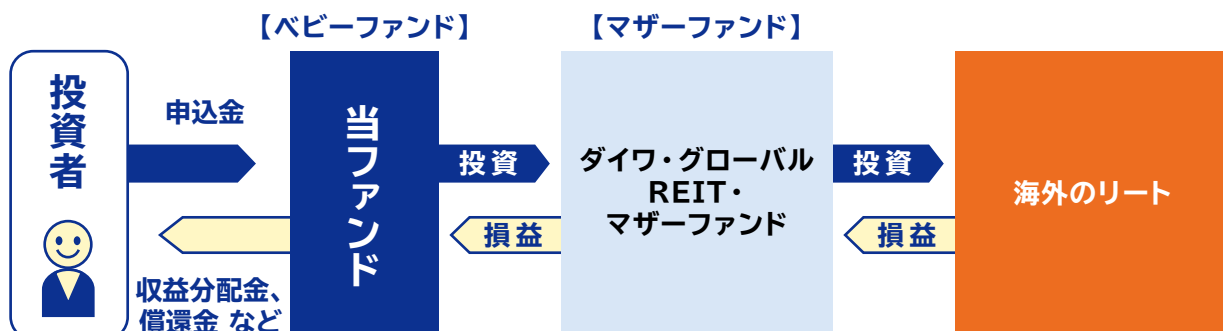 【ベビーファンド】
【マザーファンド】
投資者
申込金
収益分配金、
償還金 など
当ファンド
投資
損益
ダイワ・グローバル
REIT・
マザーファンド
投資
損益
海外のリート